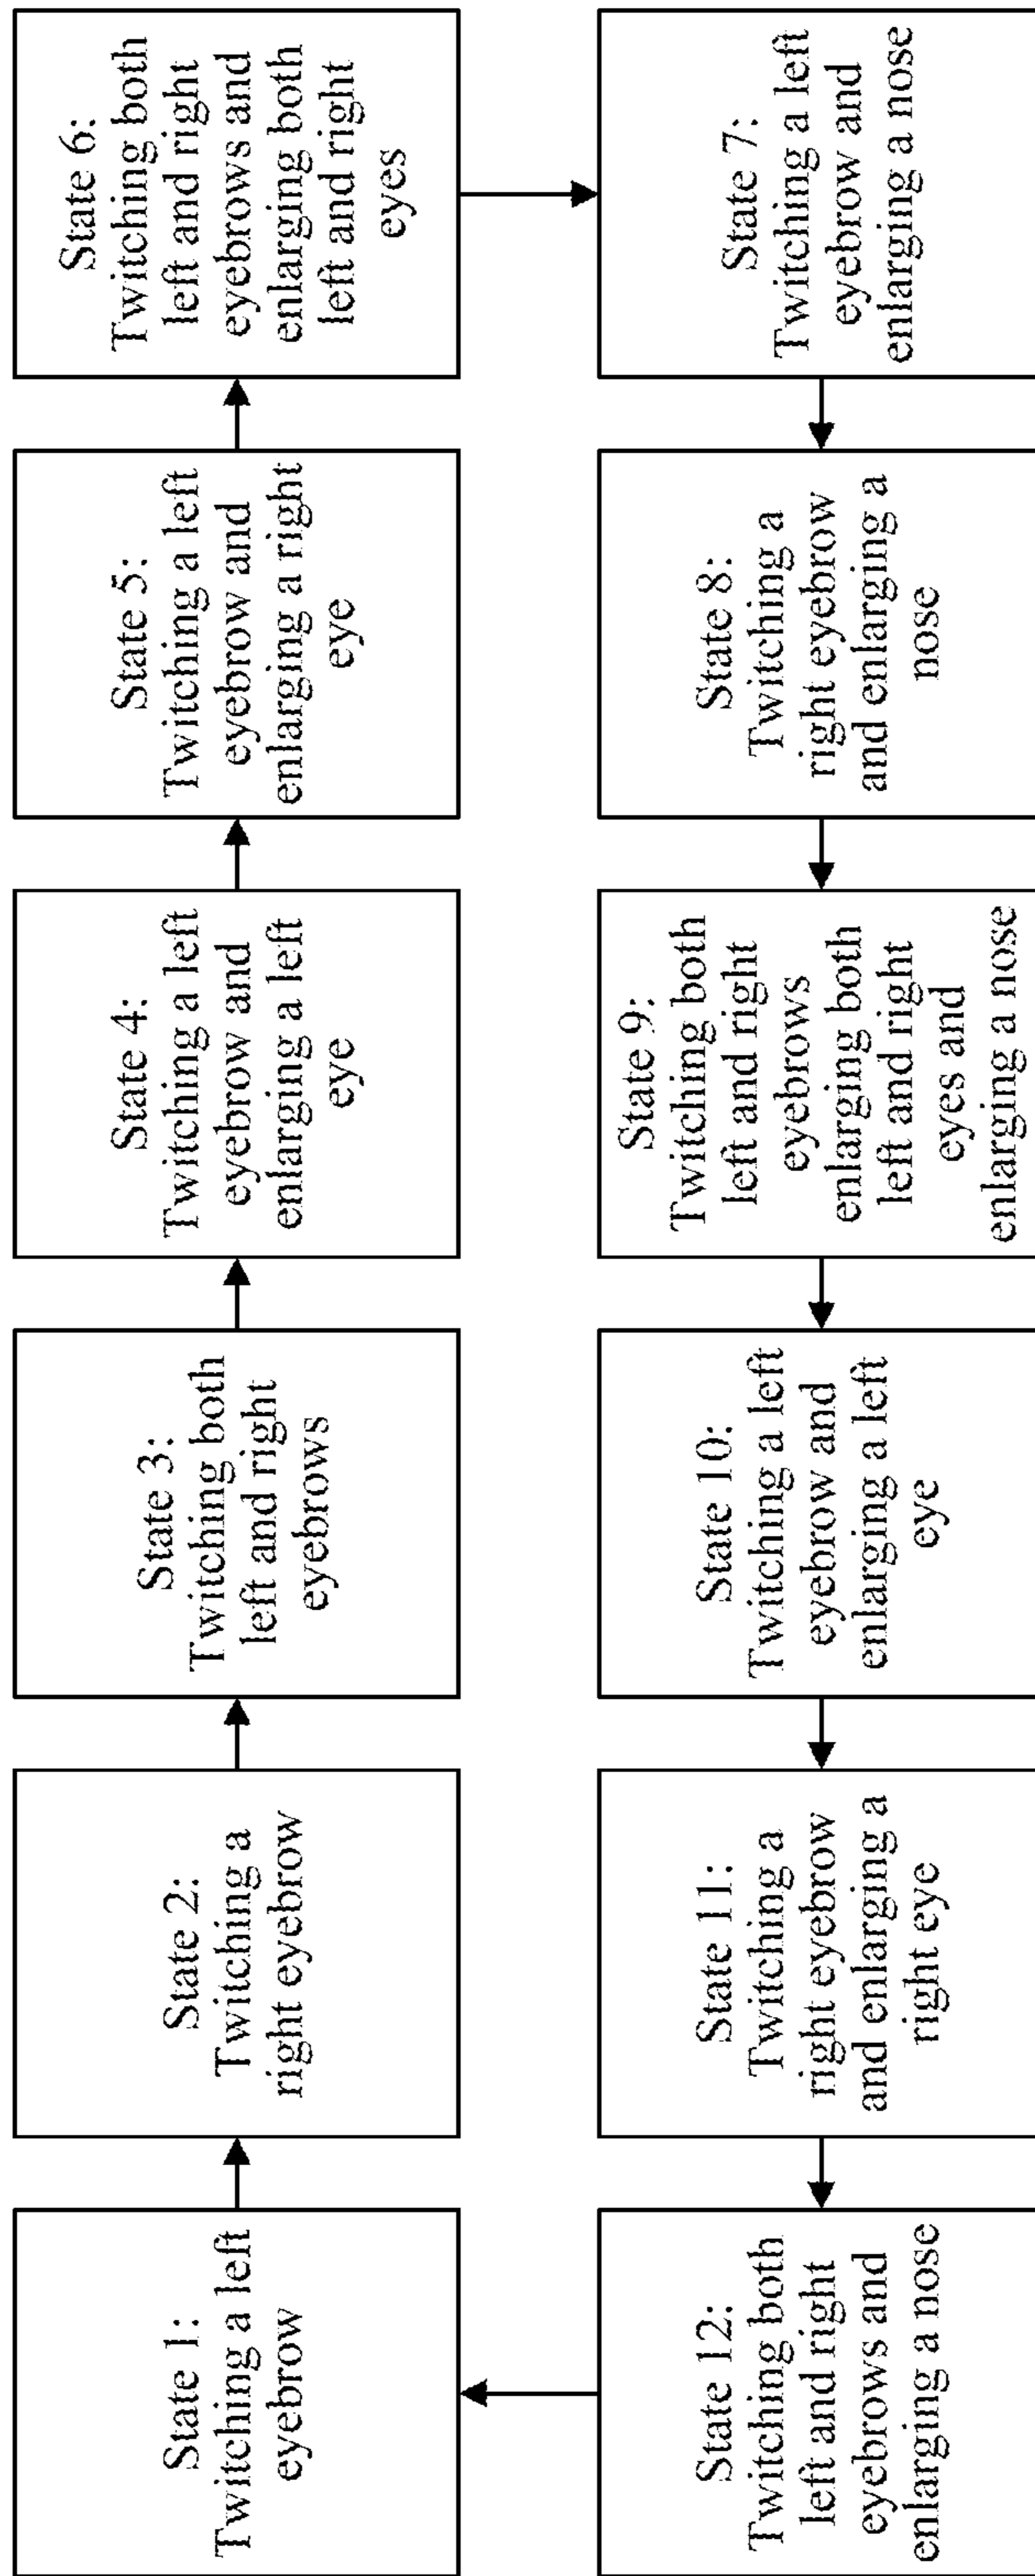 State 1:
Twitching a left
eyebrow
State 2:
Twitching a
right eyebrow
State 3:
Twitching both
left and right
eyebrows
State 4:
Twitching a left
eyebrow and
enlarging a left
eye
State 5:
Twitching a left
eyebrow and
enlarging a right
eye
State 6:
Twitching both
left and right
eyebrows and
enlarging both
left and right
eyes
State 7:
Twitching a left
eyebrow and
enlarging a nose
State 8:
Twitching a
right eyebrow
and enlarging a
nose
State 9:
Twitching both
left and right
eyebrows
enlarging both
left and right
eyes and
enlarging a nose
State 10:
Twitching a left
eyebrow and
enlarging a left
eye
State 11:
Twitching a
right eyebrow
and enlarging a
right eye
State 12:
Twitching both
left and right
eyebrows and
enlarging a nose